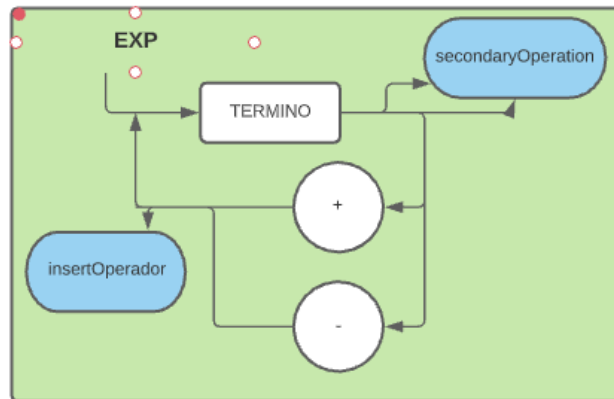 EXP
secondaryOperation
TERMINO
+
insertOperador
-